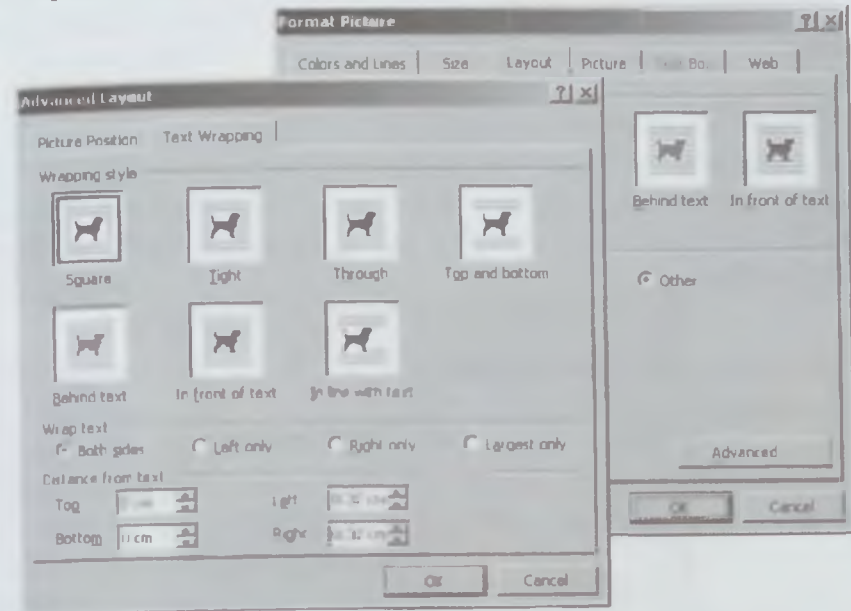 Format Picture
Colors and Lines Size Layout Picture Web
Advanced Layout
Picture Position Text Wrapping
Wrapping style
Square Tight Through Top and bottom
Behind text In front of text In line with text
Wrap text
Both sides Left only Right only Largest only
Distance from text
Top Left
Bottom 0 cm Right
OK Cancel
Behind text In front of text
Other
Advanced
OK Cancel